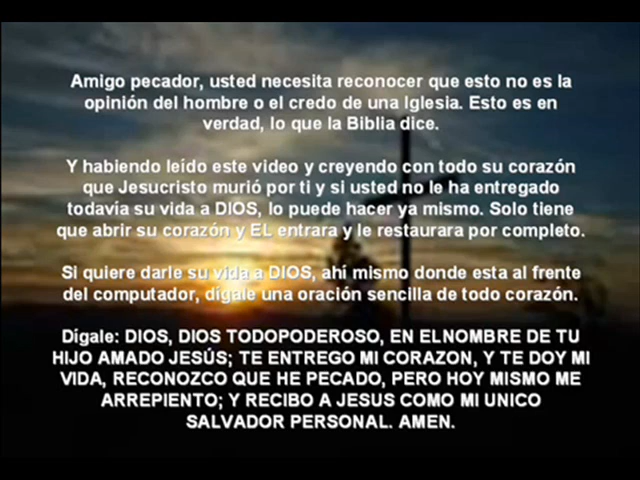 Amigo pecador, usted necesita reconocer que esto no es la
opinión del hombre o el credo de una Iglesia. Esto es en
verdad, lo que la Biblia dice.
Y habiendo leído este video y creyendo con todo su corazón
que Jesucristo murió por ti y si usted no le ha entregado
todavía su vida a DIOS, lo puede hacer ya mismo. Solo tiene
que abrir su corazón y EL entrara y le restaurara por completo.
Si quiere darle su vida a DIOS, ahí mismo donde esta al frente
del computador, dígale una oración sencilla de todo corazón.
Dígale: DIOS, DIOS TODOPODEROSO, EN ELNOMBRE DE TU
HIJO AMADO JESÚS; TE ENTREGO MI CORAZON, Y TE DOY MI
VIDA, RECONOZCO QUE HE PECADO, PERO HOY MISMO ME
ARREPIENTO; Y RECIBO A JESUS COMO MI UNICO
SALVADOR PERSONAL. AMEN.